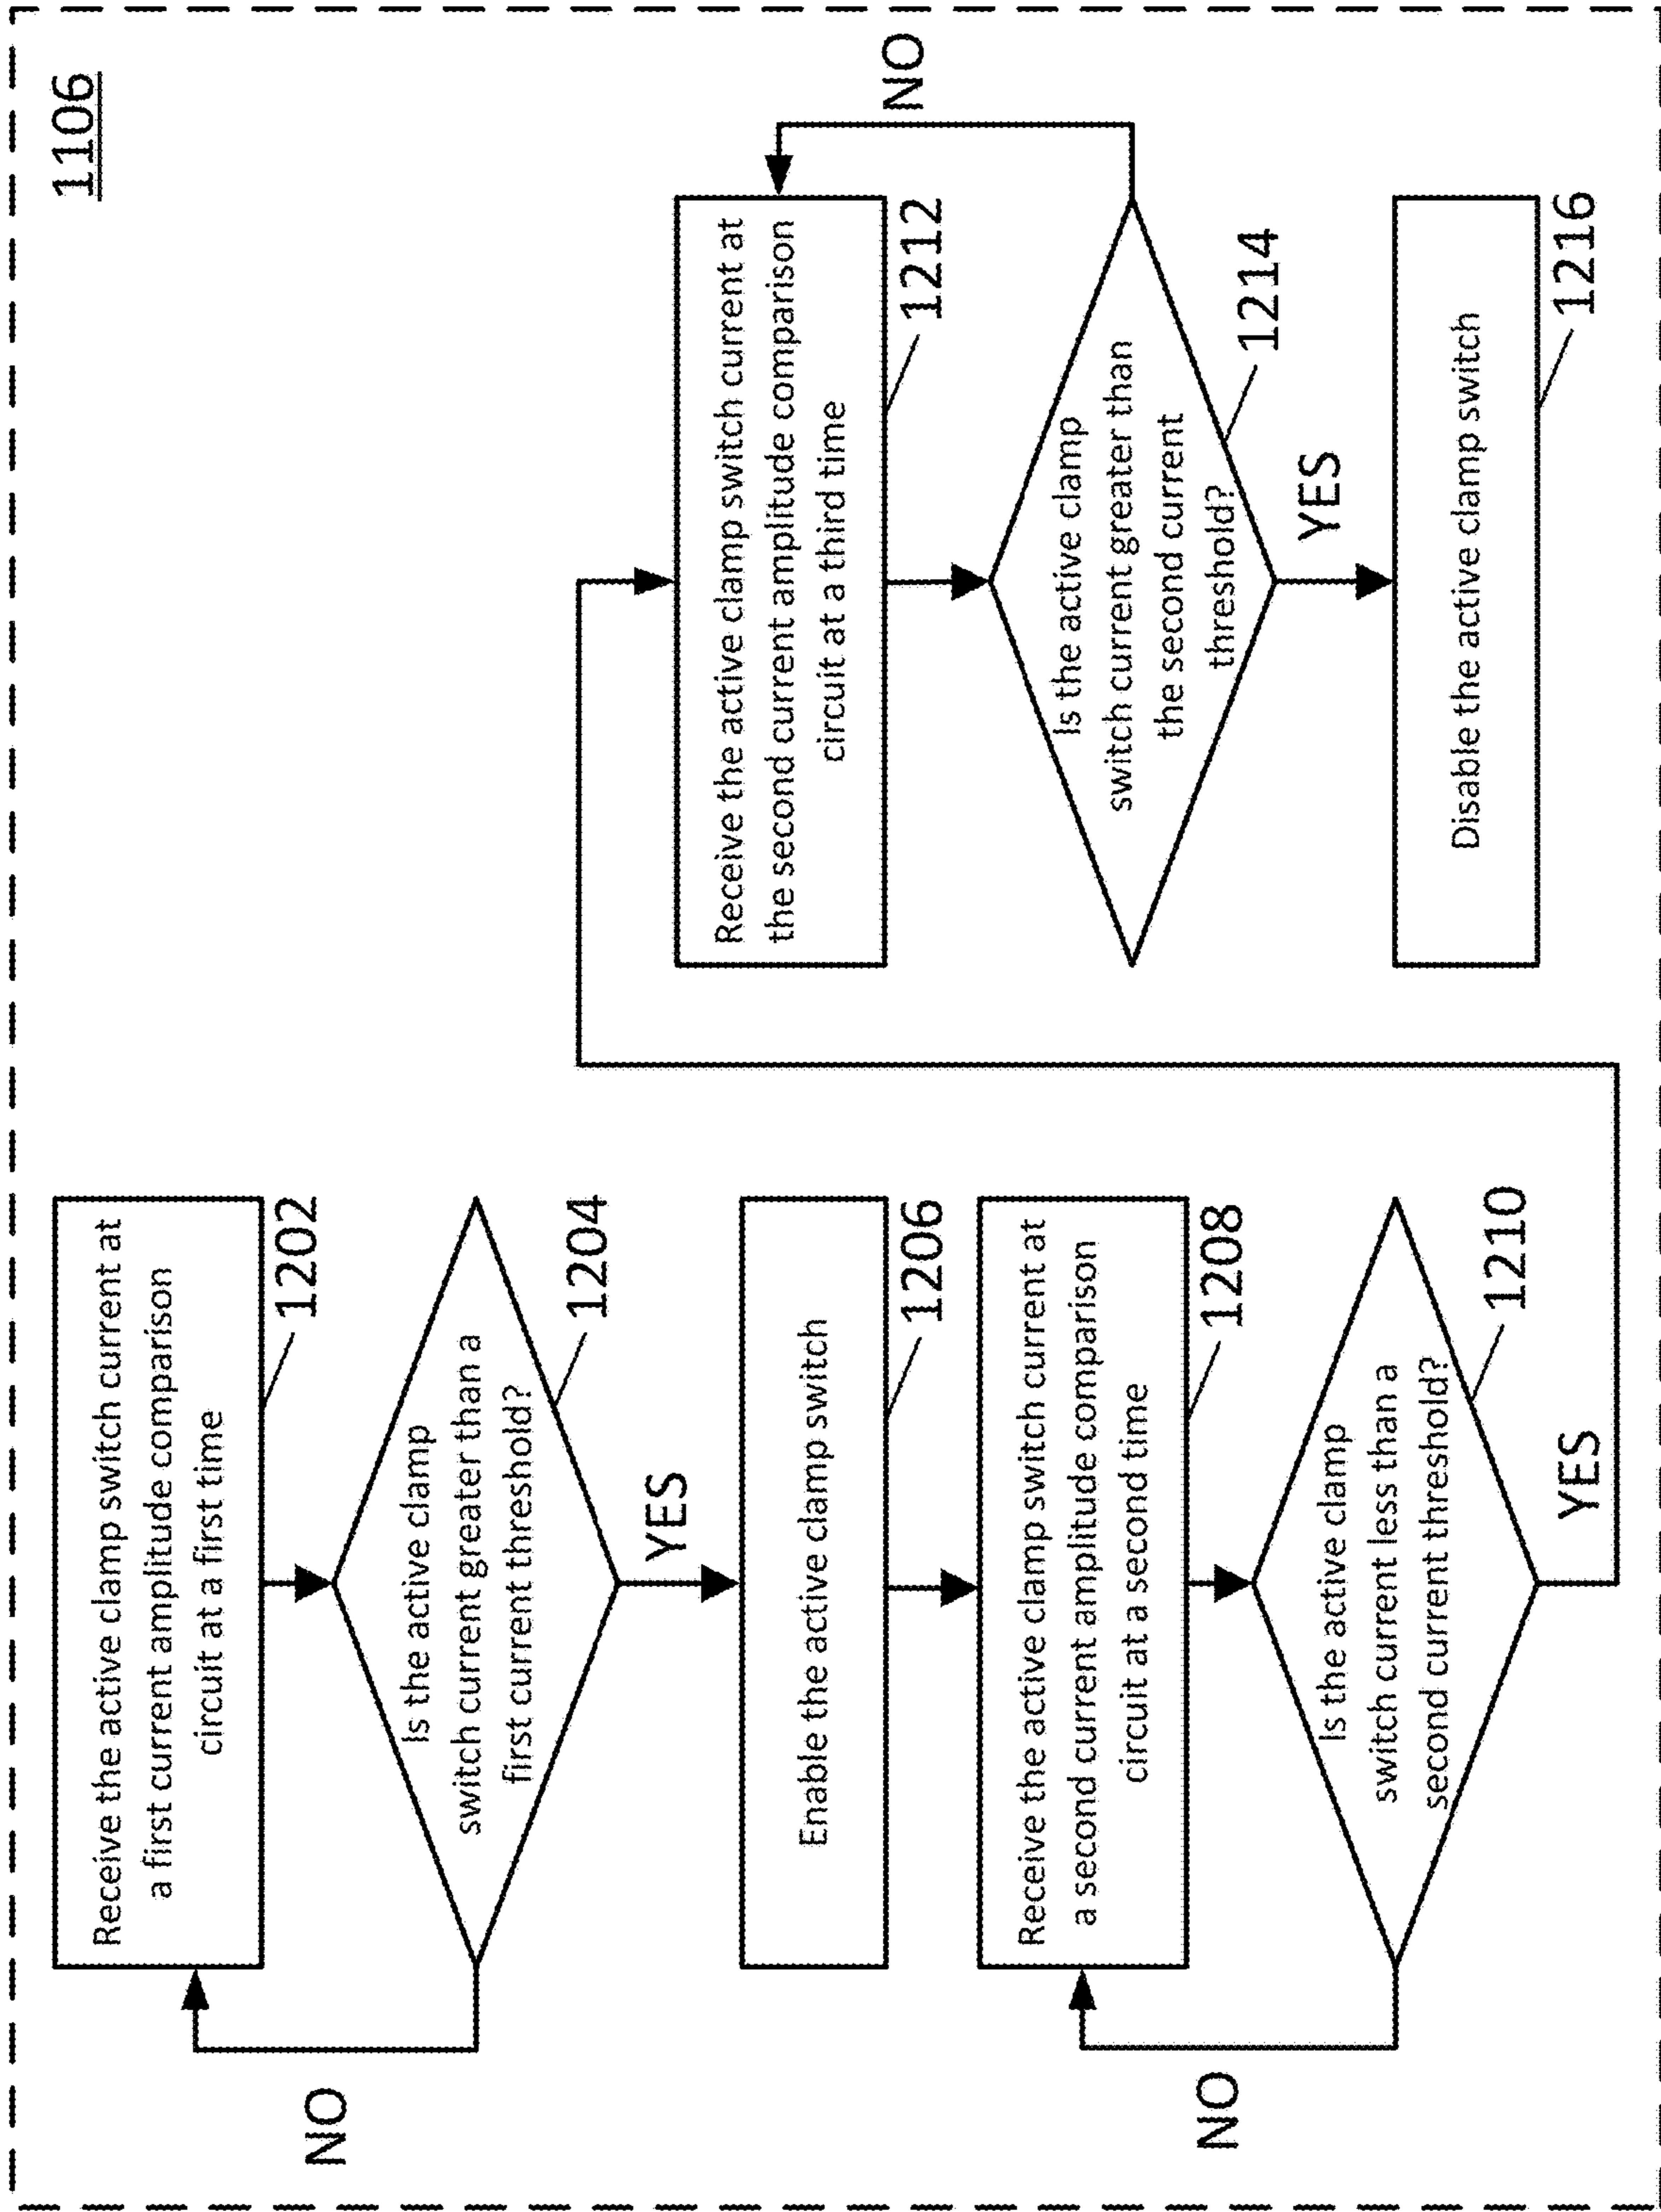 1106
Receive the active clamp switch current at
a first current amplitude comparison
circuit at a first time
1202
Is the active clamp
switch current greater than a
first current threshold?
1204
NO
YES
Enable the active clamp switch
1206
Receive the active clamp switch current at
a second current amplitude comparison
circuit at a second time
1208
Is the active clamp
switch current less than a
second current threshold?
1210
NO
YES
Receive the active clamp switch current at
the second current amplitude comparison
circuit at a third time
1212
Is the active clamp
switch current greater than
the second current
threshold?
1214
NO
YES
Disable the active clamp switch
1216